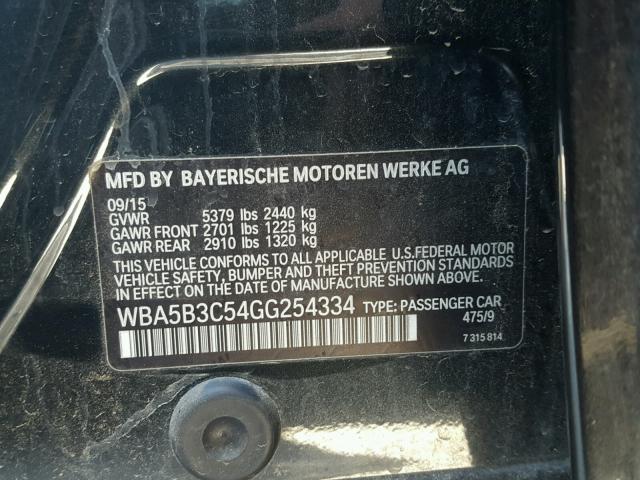 MFD BY BAYERISCHE MOTOREN WERKE AG
09/15
GVWR 5379 lbs 2440 kg
GAWR FRONT 2701 lbs 1225 kg
GAWR REAR 2910 lbs 1320 kg
THIS VEHICLE CONFORMS TO ALL APPLICABLE U.S.FEDERAL MOTOR
VEHICLE SAFETY, BUMPER AND THEFT PREVENTION STANDARDS
IN EFFECT ON THE DATE OF MANUFACTURE SHOWN ABOVE.
WBA5B3C54GG254334 TYPE: PASSENGER CAR
475/9
7 315 814